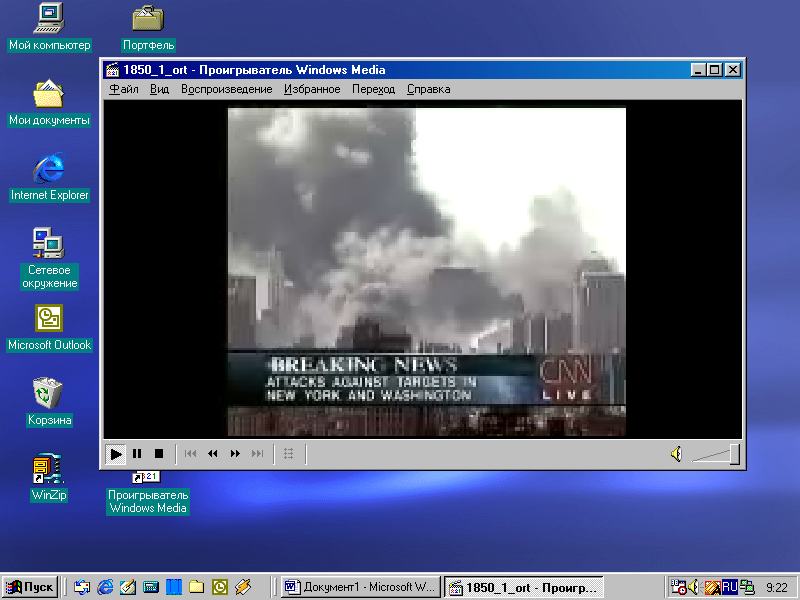 Мой компьютер
Портфель
Мои документы
Internet Explorer
Сетевое
окружение
Microsoft Outlook
Корзина
WinZip
Проигрыватель
Windows Media
1850_1_ort - Проигрыватель Windows Media
Файл Вид Воспроизведение Избранное Переход Справка
BREAKING NEWS
ATTACKS AGAINST TARGETS IN
NEW YORK AND WASHINGTON
CNN
LIVE
Пуск
Документ1 - Microsoft W...
1850_1_ort - Проигр...
RU
9:22